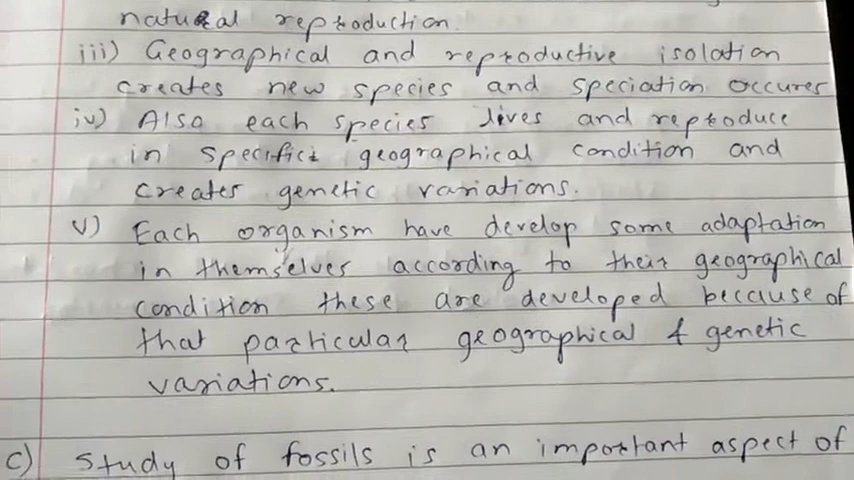 natural reproduction.
iii) Geographical and reproductive isolation
creates new species and speciation occures
iv) Also each species lives and reproduce
in specific geographical condition and
creates genetic variations.
v) Each organism have develop some adaptation
in themselves according to their geographical
condition these are developed because of
that particular geographical & genetic
variations.
c) Study of fossils is an important aspect of